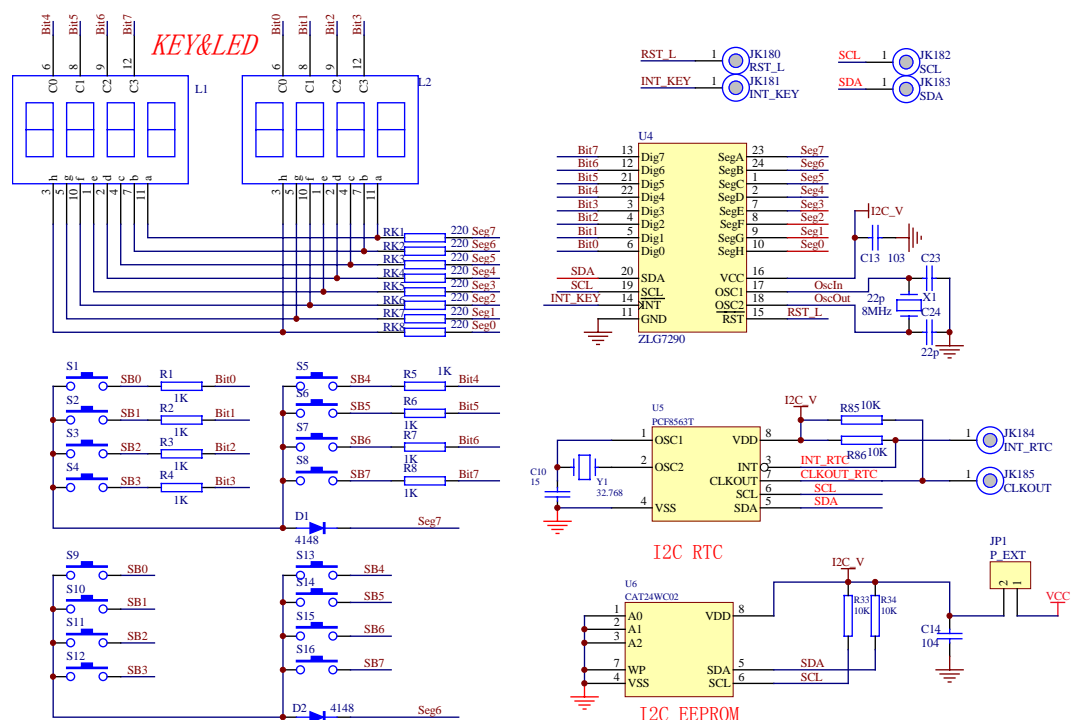 Bit4 Bit5 Bit6 Bit7 Bit0 Bit1 Bit2 Bit3
KEY&LED
6 8 9 12 6 8 9 12
C0 C1 C2 C3 L1 C0 C1 C2 C3 L2
h g f e d c b a h g f e d c b a
3 5 10 1 2 4 7 11 3 5 10 1 2 4 7 11
RK1 220 Seg7
RK2 220 Seg6
RK3 220 Seg5
RK4 220 Seg4
RK5 220 Seg3
RK6 220 Seg2
RK7 220 Seg1
RK8 220 Seg0
S1 SB0 R1 1K Bit0
S2 SB1 R2 1K Bit1
S3 SB2 R3 1K Bit2
S4 SB3 R4 1K Bit3
S5 SB4 R5 1K Bit4
S6 SB5 R6 1K Bit5
S7 SB6 R7 1K Bit6
S8 SB7 R8 1K Bit7
D1 4148 Seg7
S9 SB0
S10 SB1
S11 SB2
S12 SB3
S13 SB4
S14 SB5
S15 SB6
S16 SB7
D2 4148 Seg6
RST_L 1 JK180 RST_L
INT_KEY 1 JK181 INT_KEY
SCL 1 JK182 SCL
SDA 1 JK183 SDA
U4
Bit7 13 Dig7 SegA 23 Seg7
Bit6 12 Dig6 SegB 24 Seg6
Bit5 21 Dig5 SegC 1 Seg5
Bit4 22 Dig4 SegD 2 Seg4
Bit3 3 Dig3 SegE 7 Seg3
Bit2 4 Dig2 SegF 8 Seg2
Bit1 5 Dig1 SegG 9 Seg1
Bit0 6 Dig0 SegH 10 Seg0
SDA 20 SDA VCC 16
SCL 19 SCL OSC1 17 OscIn
INT_KEY 14 INT OSC2 18 OscOut
11 GND RST 15 RST_L
ZLG7290
I2C_V
C13 103 C23
22p X1
8MHz C24
22p
U5
PCF8563T
1 OSC1 VDD 8
2 OSC2 INT 3 INT_RTC
CLKOUT 7 CLKOUT_RTC
SCL 6 SCL
4 VSS SDA 5 SDA
C10
15
Y1
32.768
I2C_V
R85 10K
R86 10K
1 JK184 INT_RTC
1 JK185 CLKOUT
I2C RTC
U6
CAT24WC02
1 A0 VDD 8
2 A1
3 A2
7 WP SDA 5 SDA
4 VSS SCL 6 SCL
I2C_V
R33 10K R34 10K
C14
104
JP1
P_EXT
2 1
VCC
I2C EEPROM